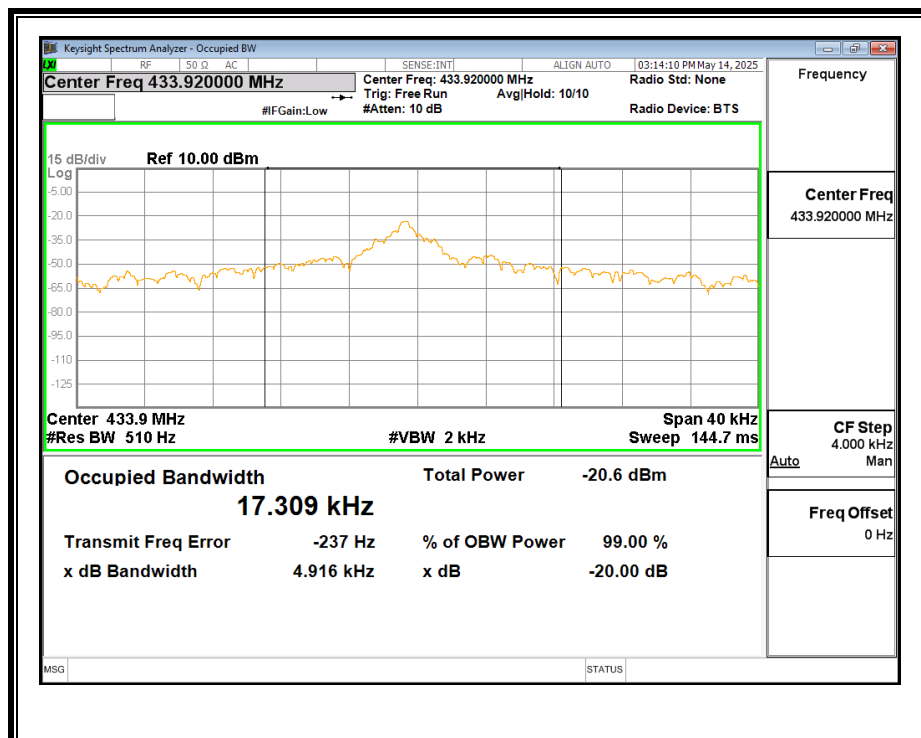 Keysight Spectrum Analyzer - Occupied BW
LXI RF 50 Ω AC SENSE:INT ALIGN AUTO 03:14:10 PM May 14, 2025
Center Freq 433.920000 MHz
Center Freq: 433.920000 MHz Radio Std: None
Trig: Free Run Avg|Hold: 10/10
#IFGain:Low #Atten: 10 dB Radio Device: BTS
15 dB/div Ref 10.00 dBm
Log
-5.00
-20.0
-35.0
-50.0
-65.0
-80.0
-95.0
-110
-125
Center 433.9 MHz Span 40 kHz
#Res BW 510 Hz #VBW 2 kHz Sweep 144.7 ms
Occupied Bandwidth Total Power -20.6 dBm
17.309 kHz
Transmit Freq Error -237 Hz % of OBW Power 99.00 %
x dB Bandwidth 4.916 kHz x dB -20.00 dB
MSG STATUS
Frequency
Center Freq
433.920000 MHz
CF Step
4.000 kHz
Auto Man
Freq Offset
0 Hz